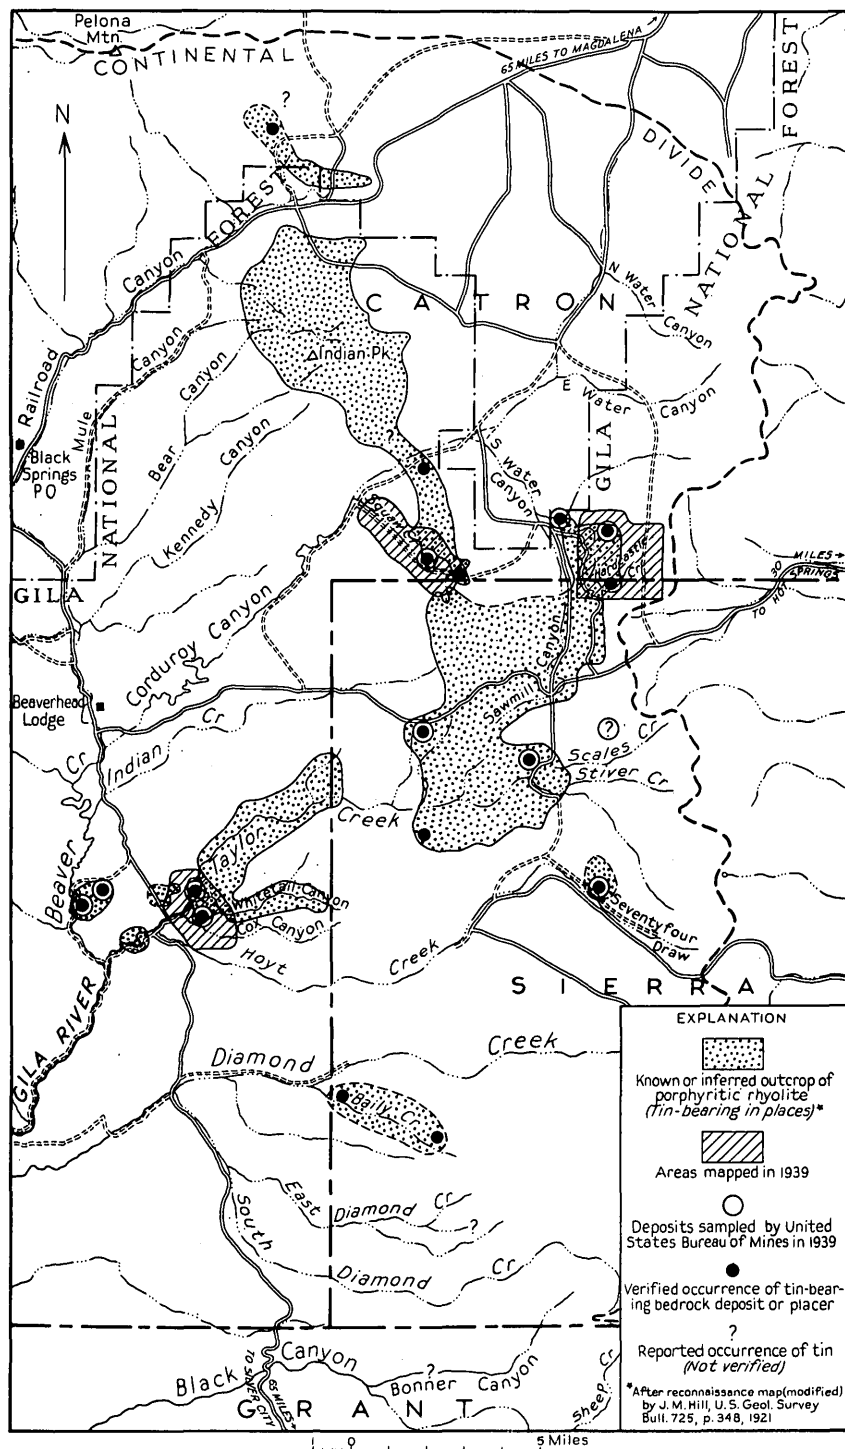 Pelona
Mtn.
CONTINENTAL
65 MILES TO MAGDALENA
FOREST
N
?
DIVIDE
NATIONAL
FOREST
Canyon
CATRON
N Water
Canyon
Indian Pk.
Railroad
Canyon
Mule
Canyon
E Water Canyon
Black
Springs
PO
NATIONAL
Bear
Canyon
?
S Water
Canyon
GILA
Kennedy
Hardcastle
Cr
30 MILES
TO HOT SPRINGS
GILA
Corduroy Canyon
Canyon
Sawmill
Beaverhead
Lodge
Indian Cr
?
Scales Cr
Stiver Cr
Cr
Beaver
Taylor
Creek
Whitetail Canyon
Cox Canyon
Hoyt
Creek
Seventyfour
Draw
SIERRA
GILA RIVER
Diamond
Creek
Baily Cr
East
Diamond
Cr
?
South
Diamond
Cr
Black
Canyon
?
Bonner Canyon
Sheep Cr
TO SILVER CITY
65 MILES
GRANT
EXPLANATION
Known or inferred outcrop of
porphyritic rhyolite
(Tin-bearing in places)*
Areas mapped in 1939
Deposits sampled by United
States Bureau of Mines in 1939
Verified occurrence of tin-bear-
ing bedrock deposit or placer
?
Reported occurrence of tin
(Not verified)
*After reconnaissance map(modified)
by J. M. Hill, U. S. Geol. Survey
Bull. 725, p. 348, 1921
1 0 5 Miles